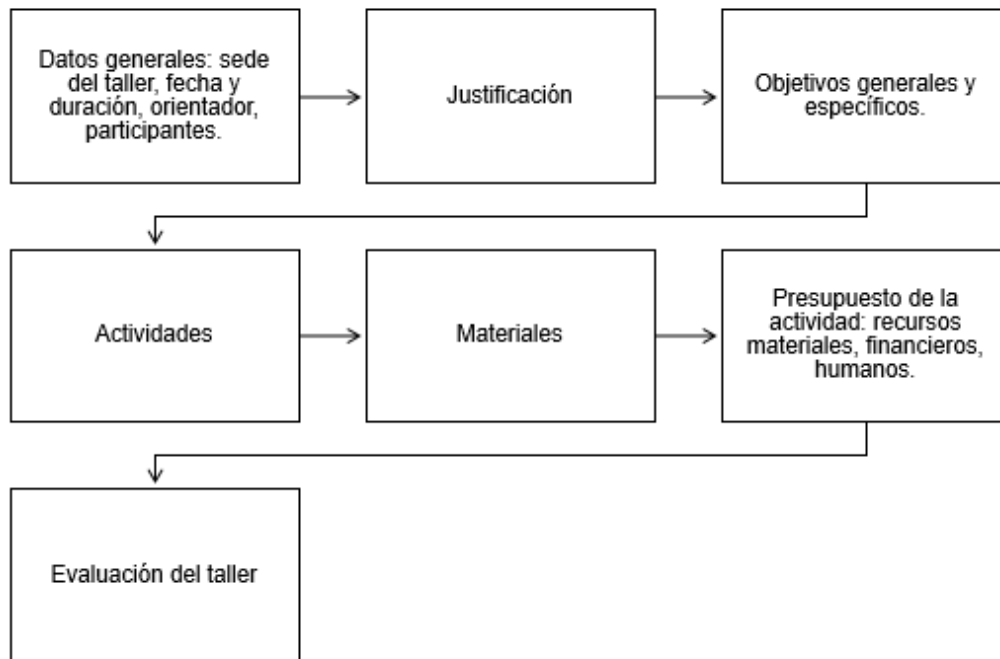 Datos generales: sede
del taller, fecha y
duración, orientador,
participantes.
Justificación
Objetivos generales y
específicos.
Actividades
Materiales
Presupuesto de la
actividad: recursos
materiales, financieros,
humanos.
Evaluación del taller